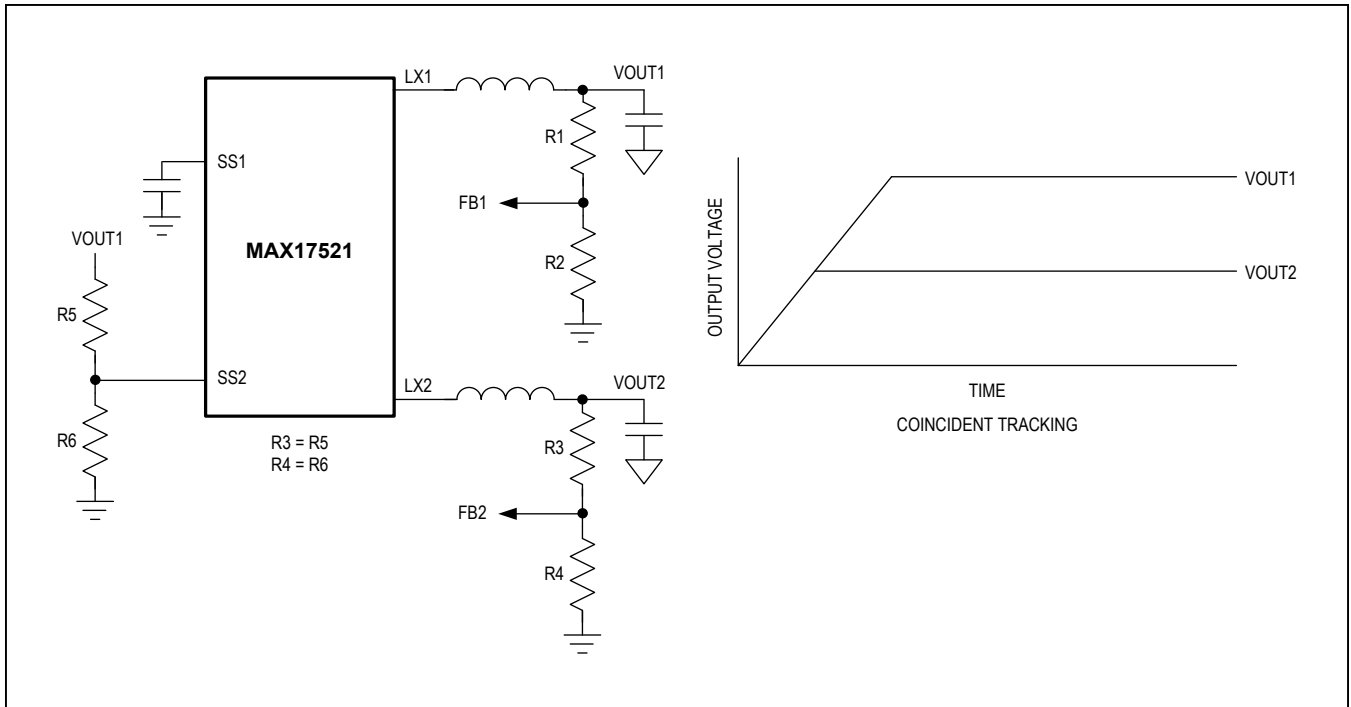 LX1
VOUT1
R1
SS1
FB1
VOUT1
MAX17521
R2
R5
SS2
LX2
VOUT2
R6
R3 = R5
R4 = R6
R3
FB2
R4
OUTPUT VOLTAGE
VOUT1
VOUT2
TIME
COINCIDENT TRACKING